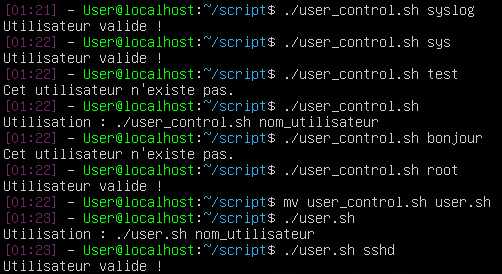 [01:21] - User@localhost:~/script$ ./user_control.sh syslog
Utilisateur valide !
[01:22] - User@localhost:~/script$ ./user_control.sh sys
Utilisateur valide !
[01:22] - User@localhost:~/script$ ./user_control.sh test
Cet utilisateur n'existe pas.
[01:22] - User@localhost:~/script$ ./user_control.sh
Utilisation : ./user_control.sh nom_utilisateur
[01:22] - User@localhost:~/script$ ./user_control.sh bonjour
Cet utilisateur n'existe pas.
[01:22] - User@localhost:~/script$ ./user_control.sh root
Utilisateur valide !
[01:22] - User@localhost:~/script$ mv user_control.sh user.sh
[01:23] - User@localhost:~/script$ ./user.sh
Utilisation : ./user.sh nom_utilisateur
[01:23] - User@localhost:~/script$ ./user.sh sshd
Utilisateur valide !